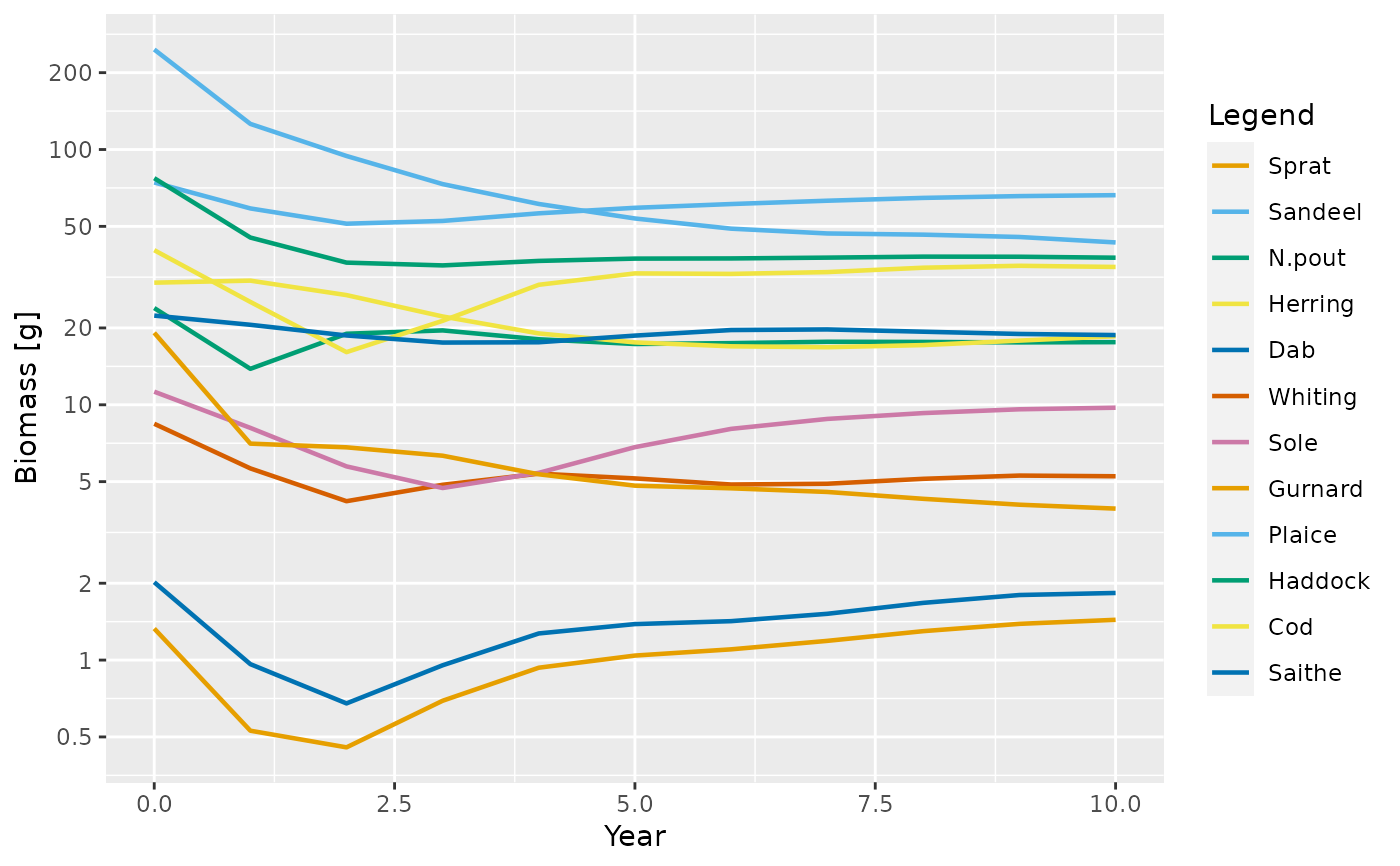 Biomass [g]
200
100
50
20
10
5
2
1
0.5
0.0 2.5 5.0 7.5 10.0
Year
Legend
Sprat
Sandeel
N.pout
Herring
Dab
Whiting
Sole
Gurnard
Plaice
Haddock
Cod
Saithe